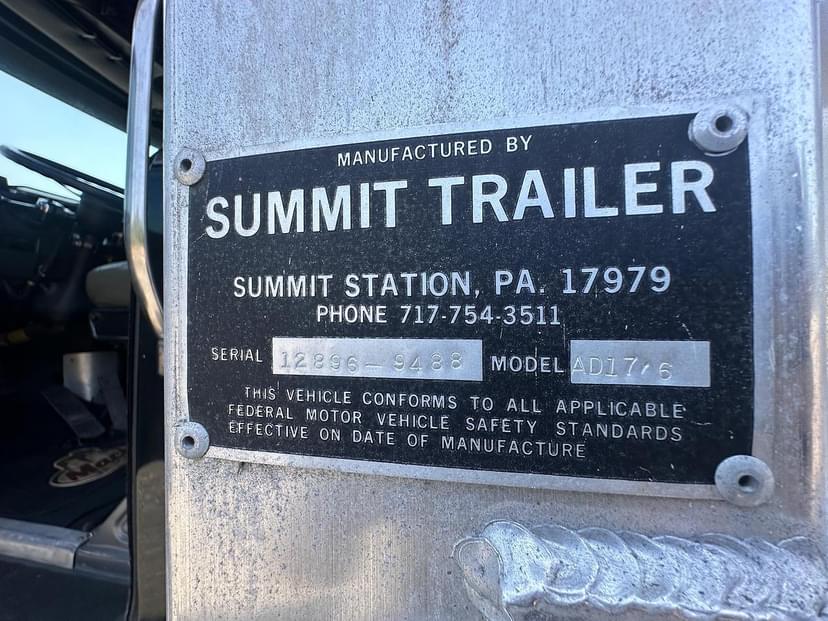 MANUFACTURED BY
SUMMIT TRAILER
SUMMIT STATION, PA. 17979
PHONE 717-754-3511
SERIAL 12896-9488 MODEL AD17'6
THIS VEHICLE CONFORMS TO ALL APPLICABLE
FEDERAL MOTOR VEHICLE SAFETY STANDARDS
EFFECTIVE ON DATE OF MANUFACTURE
Mack